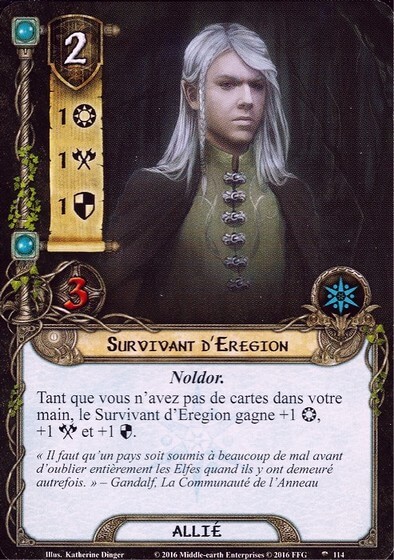 2
1
1
1
3
SURVIVANT D'EREGION
Noldor.
Tant que vous n'avez pas de cartes dans votre
main, le Survivant d'Eregion gagne +1 ,
+1 et +1 .
« Il faut qu'un pays soit soumis à beaucoup de mal avant
d'oublier entièrement les Elfes quand ils y ont demeuré
autrefois. » – Gandalf, La Communauté de l'Anneau
ALLIÉ
Illus. Katherine Dinger © 2016 Middle-earth Enterprises © 2016 FFG 114